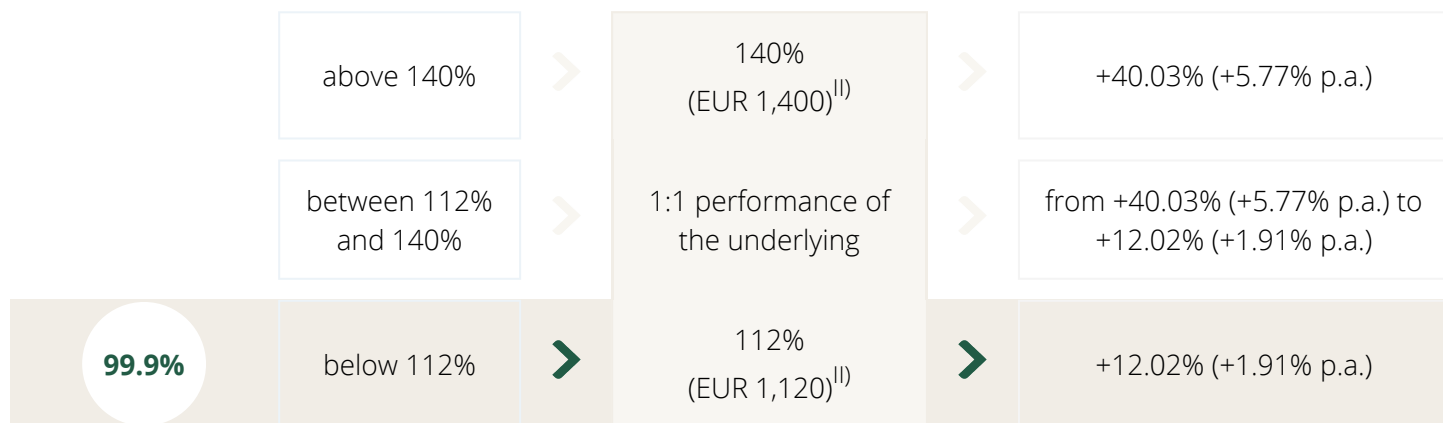 above 140%
140%
(EUR 1,400)II)
+40.03% (+5.77% p.a.)
between 112%
and 140%
1:1 performance of
the underlying
from +40.03% (+5.77% p.a.) to
+12.02% (+1.91% p.a.)
99.9%
below 112%
112%
(EUR 1,120)II)
+12.02% (+1.91% p.a.)